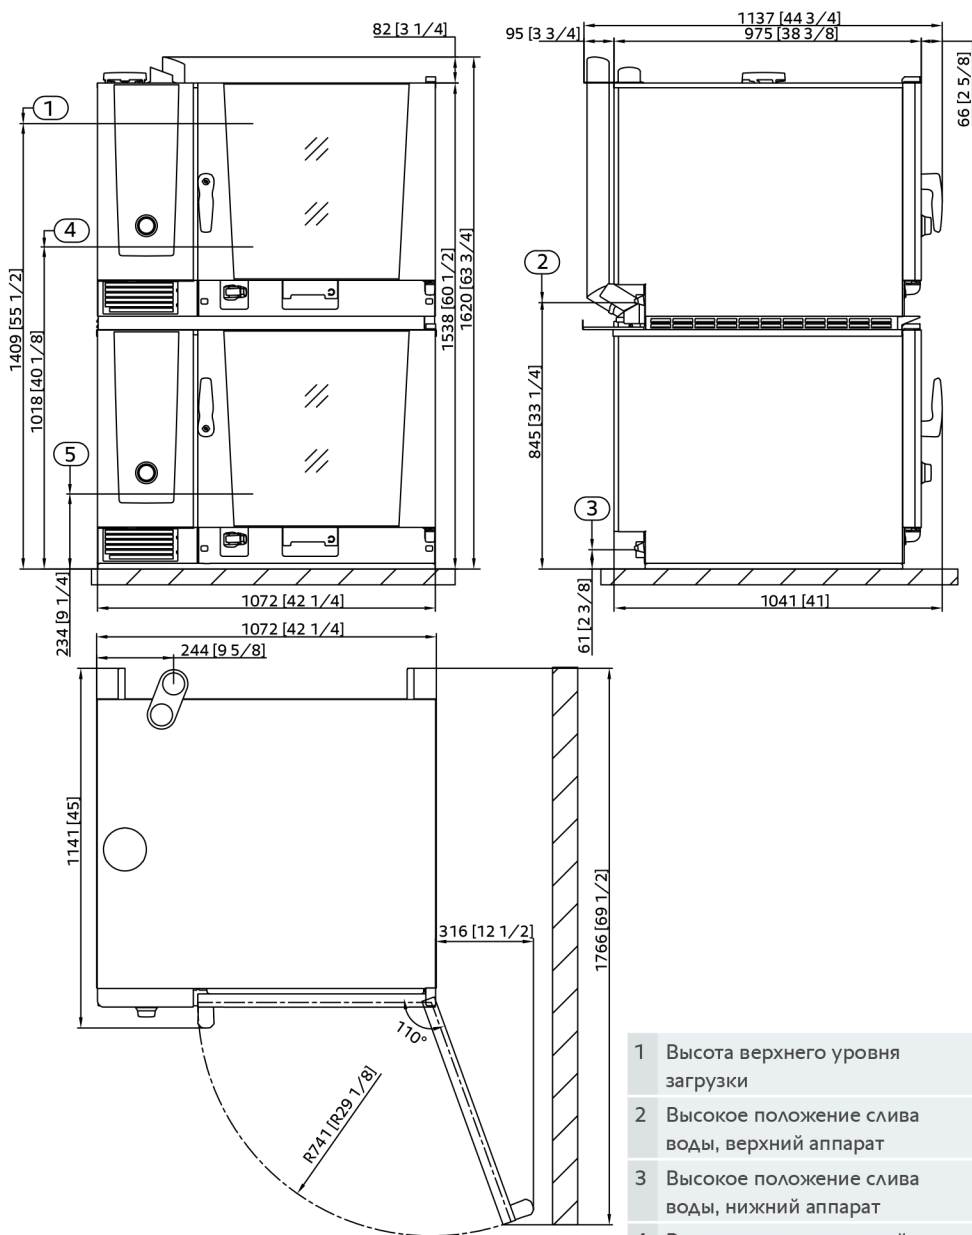 82 [3 1/4]
1137 [44 3/4]
95 [3 3/4]
975 [38 3/8]
66 [2 5/8]
1
4
5
1409 [55 1/2]
1018 [40 1/8]
234 [9 1/4]
1538 [60 1/2]
1620 [63 3/4]
2
3
845 [33 1/4]
61 [2 3/8]
1072 [42 1/4]
1041 [41]
1072 [42 1/4]
244 [9 5/8]
1141 [45]
316 [12 1/2]
1766 [69 1/2]
110°
R741 [R29 1/8]
1 Высота верхнего уровня
загрузки
2 Высокое положение слива
воды, верхний аппарат
3 Высокое положение слива
воды, нижний аппарат